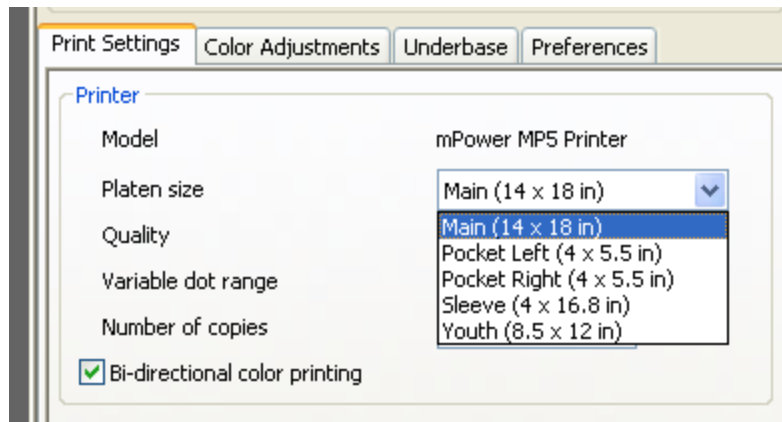 Print Settings Color Adjustments Underbase Preferences
Printer
Model mPower MP5 Printer
Platen size Main (14 x 18 in)
Main (14 x 18 in)
Quality
Pocket Left (4 x 5.5 in)
Pocket Right (4 x 5.5 in)
Variable dot range
Sleeve (4 x 16.8 in)
Number of copies
Youth (8.5 x 12 in)
Bi-directional color printing